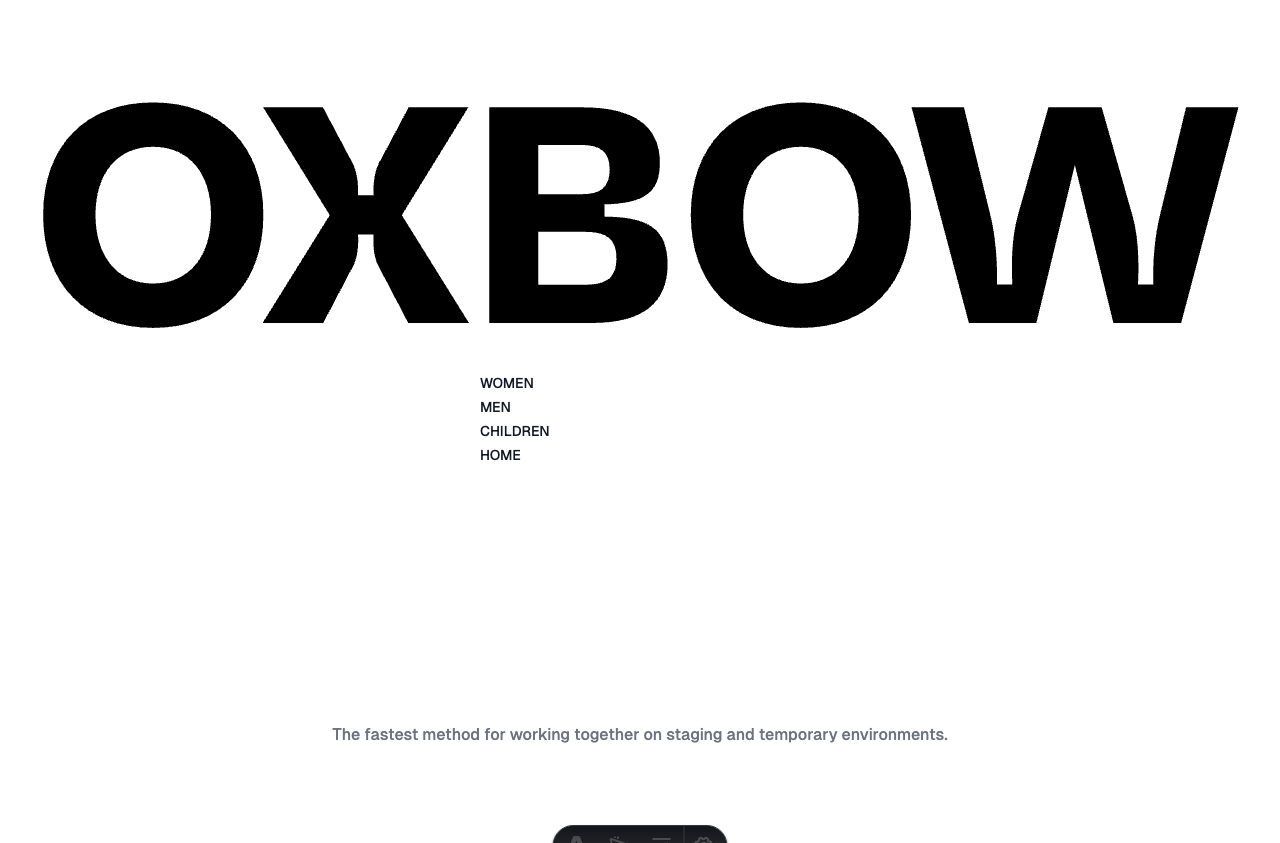 OXBOW
WOMEN
MEN
CHILDREN
HOME
The fastest method for working together on staging and temporary environments.